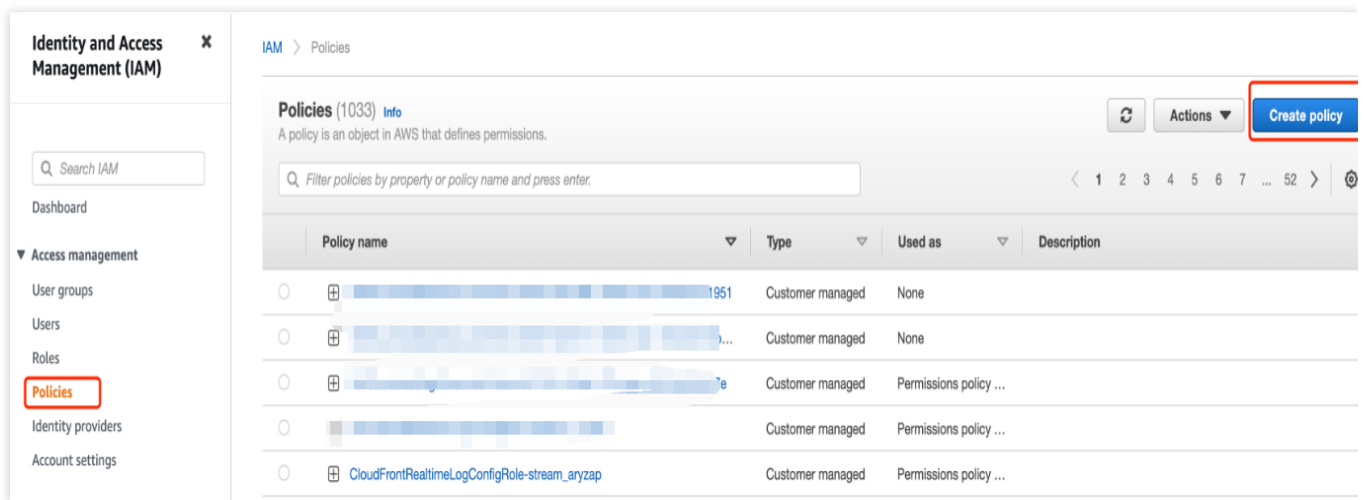 Identity and Access
Management (IAM)
Search IAM
Dashboard
Access management
User groups
Users
Roles
Policies
Identity providers
Account settings
IAM > Policies
Policies (1033) Info
A policy is an object in AWS that defines permissions.
Actions
Create policy
Filter policies by property or policy name and press enter.
1 2 3 4 5 6 7 ... 52
Policy name Type Used as Description
1951 Customer managed None
Customer managed None
Customer managed Permissions policy ...
Customer managed Permissions policy ...
CloudFrontRealtimeLogConfigRole-stream_aryzap Customer managed Permissions policy ...